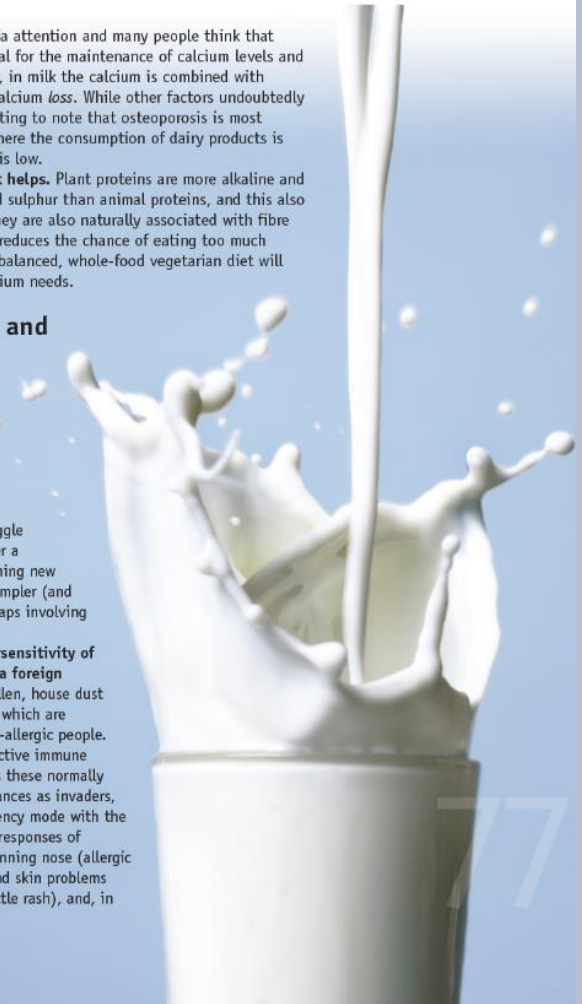 a attention and many people think that
al for the maintenance of calcium levels and
, in milk the calcium is combined with
alcium loss. While other factors undoubtedly
ting to note that osteoporosis is most
here the consumption of dairy products is
is low.
t helps. Plant proteins are more alkaline and
d sulphur than animal proteins, and this also
ey are also naturally associated with fibre
reduces the chance of eating too much
balanced, whole-food vegetarian diet will
ium needs.
and
ggle
r a
ning new
mpler (and
aps involving
sensitivity of
a foreign
llen, house dust
which are
-allergic people.
ctive immune
s these normally
ances as invaders,
ency mode with the
responses of
nning nose (allergic
nd skin problems
ttle rash), and, in
77